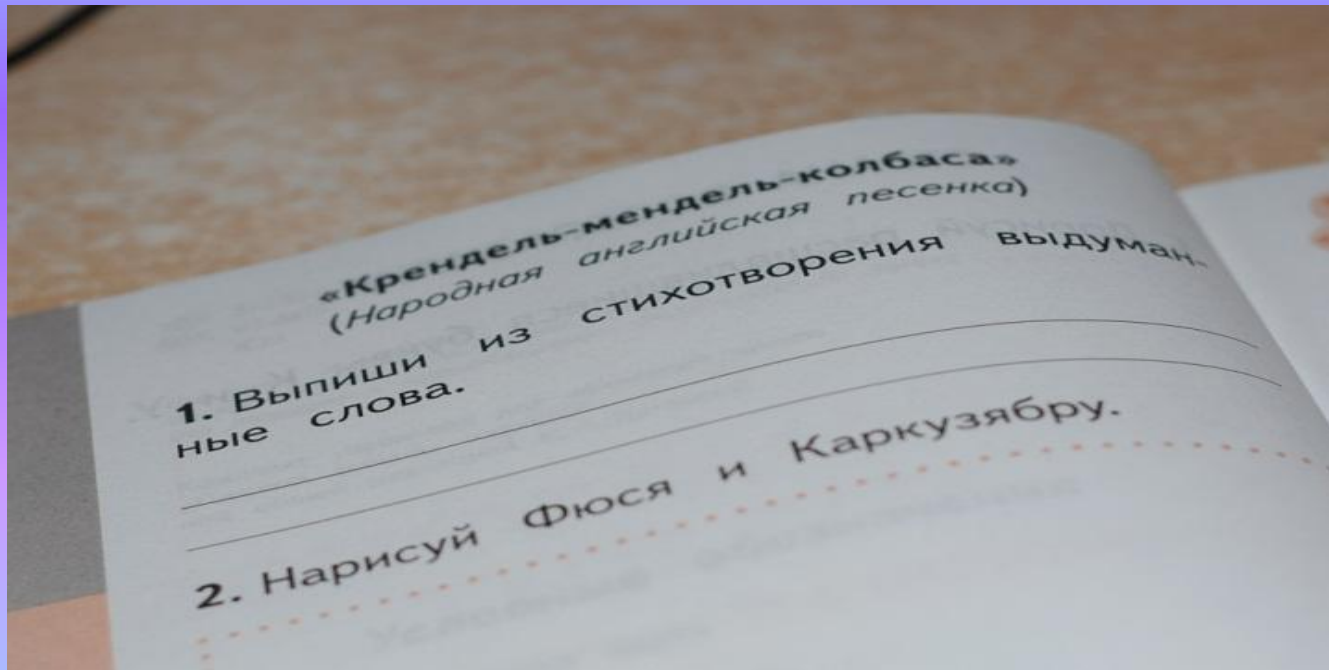 «Крендель-мендель-колбаса»
(Народная английская песенка)
1. Выпиши из стихотворения выдуман-
ные слова.
2. Нарисуй Фюся и Каркузябру.